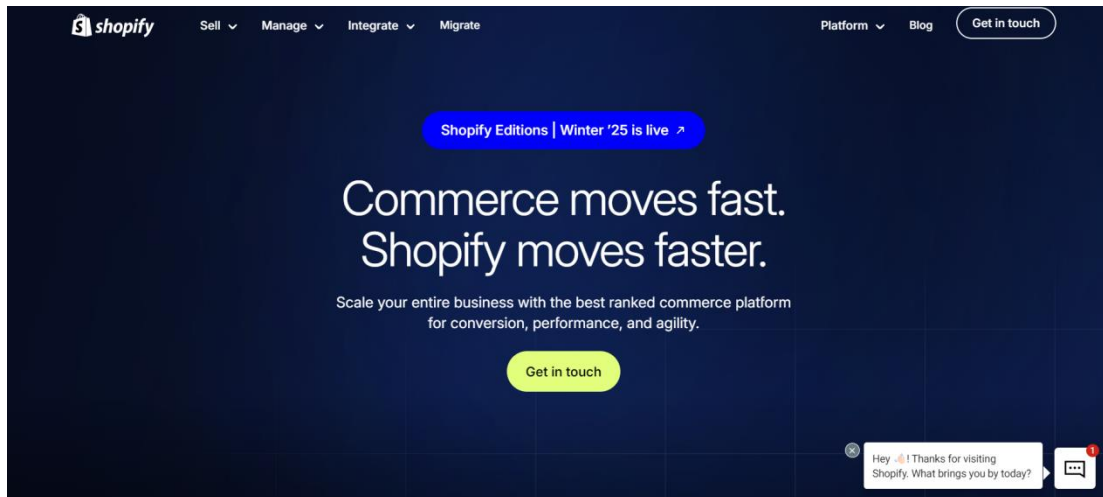 shopify
Sell
Manage
Integrate
Migrate
Platform
Blog
Get in touch
Shopify Editions | Winter '25 is live ↗
Commerce moves fast.
Shopify moves faster.
Scale your entire business with the best ranked commerce platform
for conversion, performance, and agility.
Get in touch
Hey 👋🏻! Thanks for visiting
Shopify. What brings you by today?
1